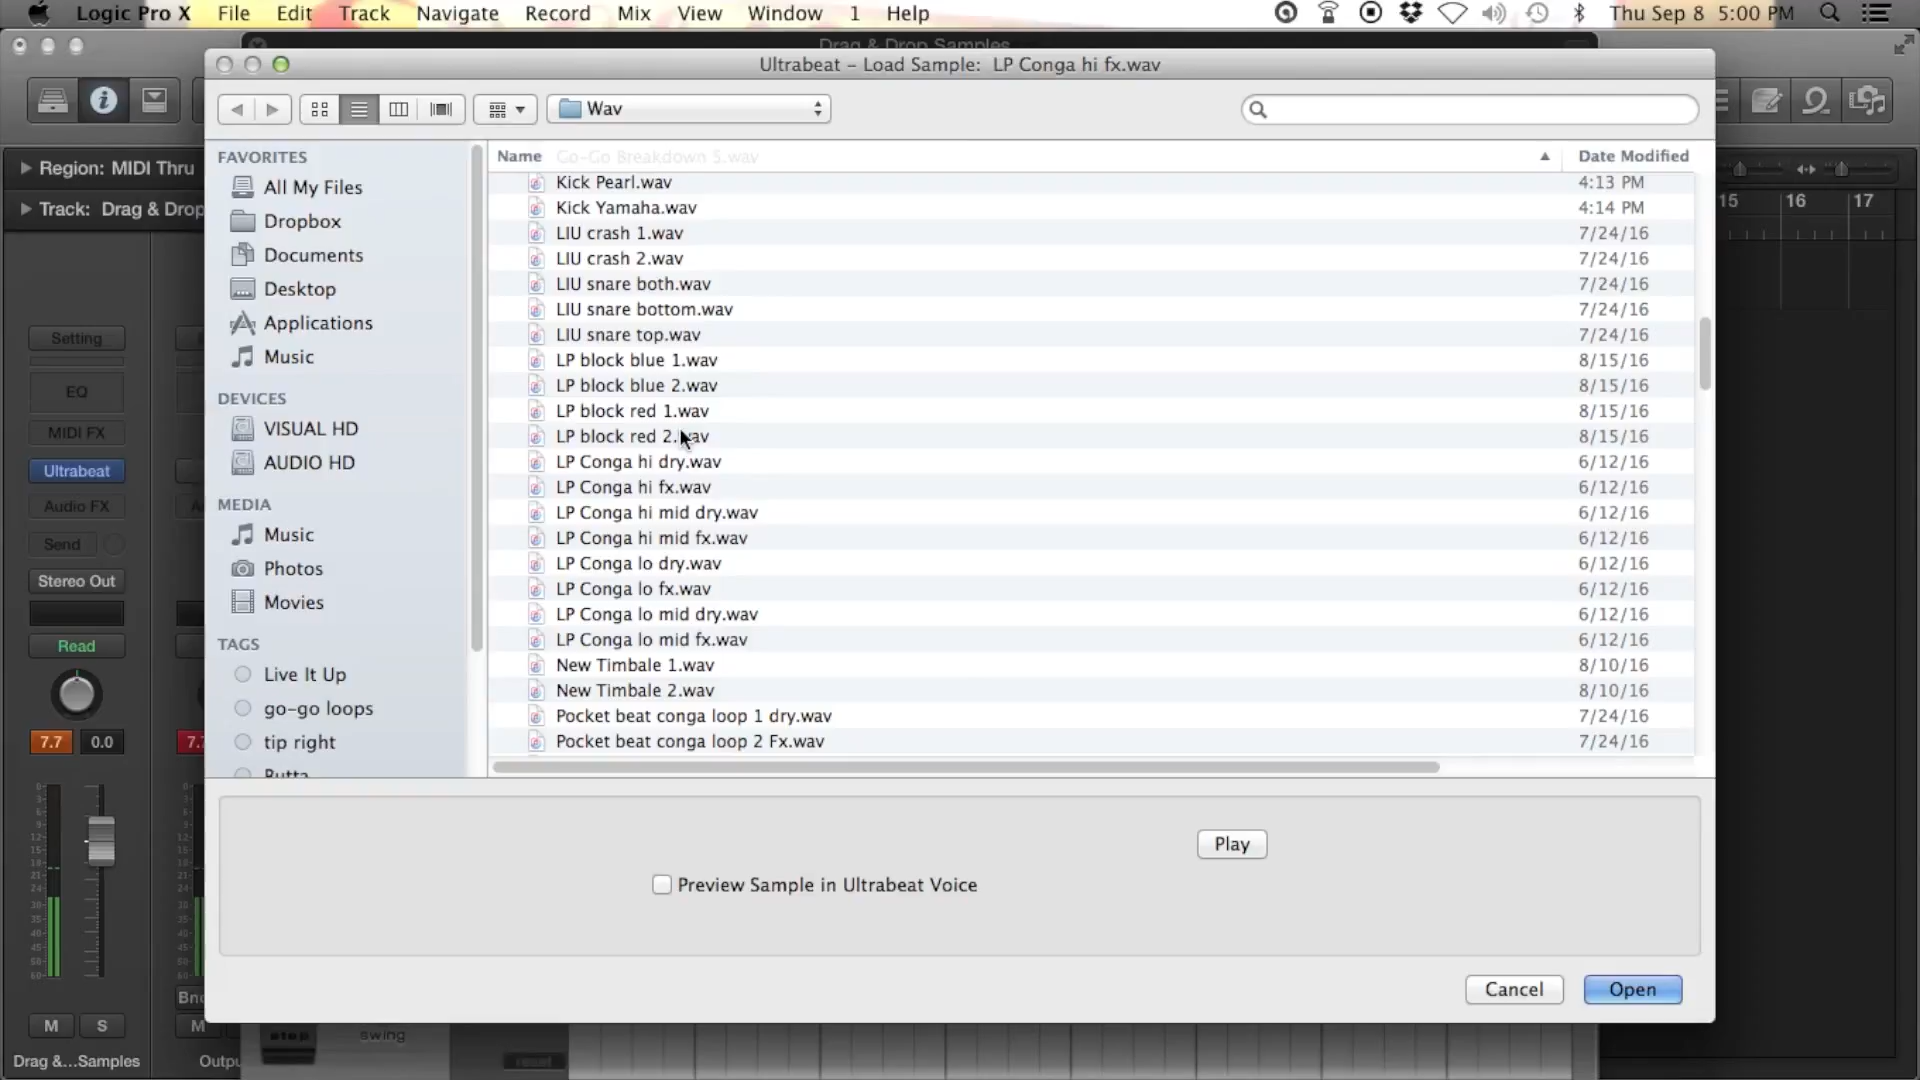 Logic Pro X File Edit Track Navigate Record Mix View Window 1 Help Thu Sep 8 5:00 PM
Drag & Drop Samples
Ultrabeat – Load Sample: LP Conga hi fx.wav
Wav
Region: MIDI Thru
Track: Drag & Drop
15 16 17
Setting
EQ
MIDI FX
Ultrabeat
Audio FX
Send
Stereo Out
Read
7.7 0.0
M S M
Drag &...Samples
FAVORITES
All My Files
Dropbox
Documents
Desktop
Applications
Music
DEVICES
VISUAL HD
AUDIO HD
MEDIA
Music
Photos
Movies
TAGS
Live It Up
go-go loops
tip right
Butta
Name Go-Go Breakdown 5.wav Date Modified
Kick Pearl.wav 4:13 PM
Kick Yamaha.wav 4:14 PM
LIU crash 1.wav 7/24/16
LIU crash 2.wav 7/24/16
LIU snare both.wav 7/24/16
LIU snare bottom.wav 7/24/16
LIU snare top.wav 7/24/16
LP block blue 1.wav 8/15/16
LP block blue 2.wav 8/15/16
LP block red 1.wav 8/15/16
LP block red 2.wav 8/15/16
LP Conga hi dry.wav 6/12/16
LP Conga hi fx.wav 6/12/16
LP Conga hi mid dry.wav 6/12/16
LP Conga hi mid fx.wav 6/12/16
LP Conga lo dry.wav 6/12/16
LP Conga lo fx.wav 6/12/16
LP Conga lo mid dry.wav 6/12/16
LP Conga lo mid fx.wav 6/12/16
New Timbale 1.wav 8/10/16
New Timbale 2.wav 8/10/16
Pocket beat conga loop 1 dry.wav 7/24/16
Pocket beat conga loop 2 Fx.wav 7/24/16
Play
Preview Sample in Ultrabeat Voice
Cancel Open
swing
reset